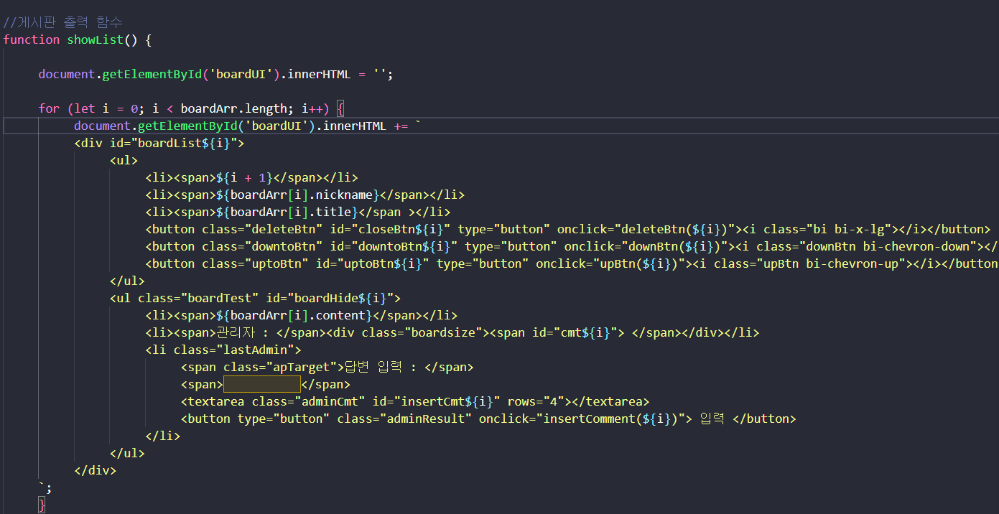 //게시판 출력 함수
function showList() {
document.getElementById('boardUI').innerHTML = '';
for (let i = 0; i < boardArr.length; i++) {
document.getElementById('boardUI').innerHTML += `
<div id="boardList${i}">
<ul>
<li><span>${i + 1}</span></li>
<li><span>${boardArr[i].nickname}</span></li>
<li><span>${boardArr[i].title}</span ></li>
<button class="deleteBtn" id="closeBtn${i}" type="button" onclick="deleteBtn(${i})"><i class="bi bi-x-lg"></i></button>
<button class="downtoBtn" id="downtoBtn${i}" type="button" onclick="downBtn(${i})"><i class="downBtn bi-chevron-down"></
<button class="uptoBtn" id="uptoBtn${i}" type="button" onclick="upBtn(${i})"><i class="upBtn bi-chevron-up"></i></button
</ul>
<ul class="boardTest" id="boardHide${i}">
<li><span>${boardArr[i].content}</span></li>
<li><span>관리자 : </span><div class="boardsize"><span id="cmt${i}"> </span></div></li>
<li class="lastAdmin">
<span class="apTarget">답변 입력 : </span>
<span></span>
<textarea class="adminCmt" id="insertCmt${i}" rows="4"></textarea>
<button type="button" class="adminResult" onclick="insertComment(${i})"> 입력 </button>
</li>
</ul>
</div>
`;
}